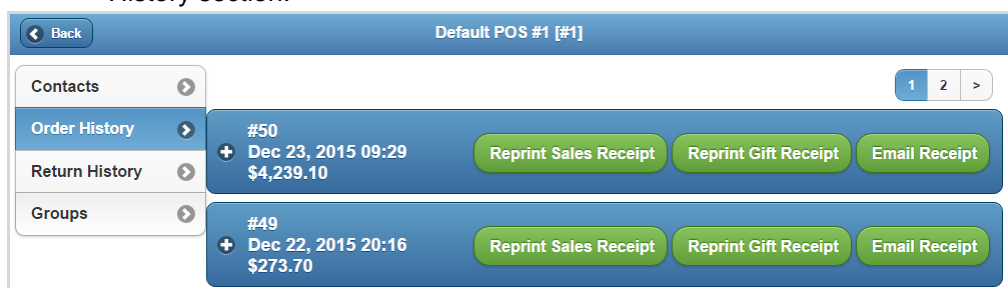 History section.
Back
Default POS #1 [#1]
Contacts
Order History
Return History
Groups
1 2 >
#50
Dec 23, 2015 09:29
$4,239.10
Reprint Sales Receipt
Reprint Gift Receipt
Email Receipt
#49
Dec 22, 2015 20:16
$273.70
Reprint Sales Receipt
Reprint Gift Receipt
Email Receipt